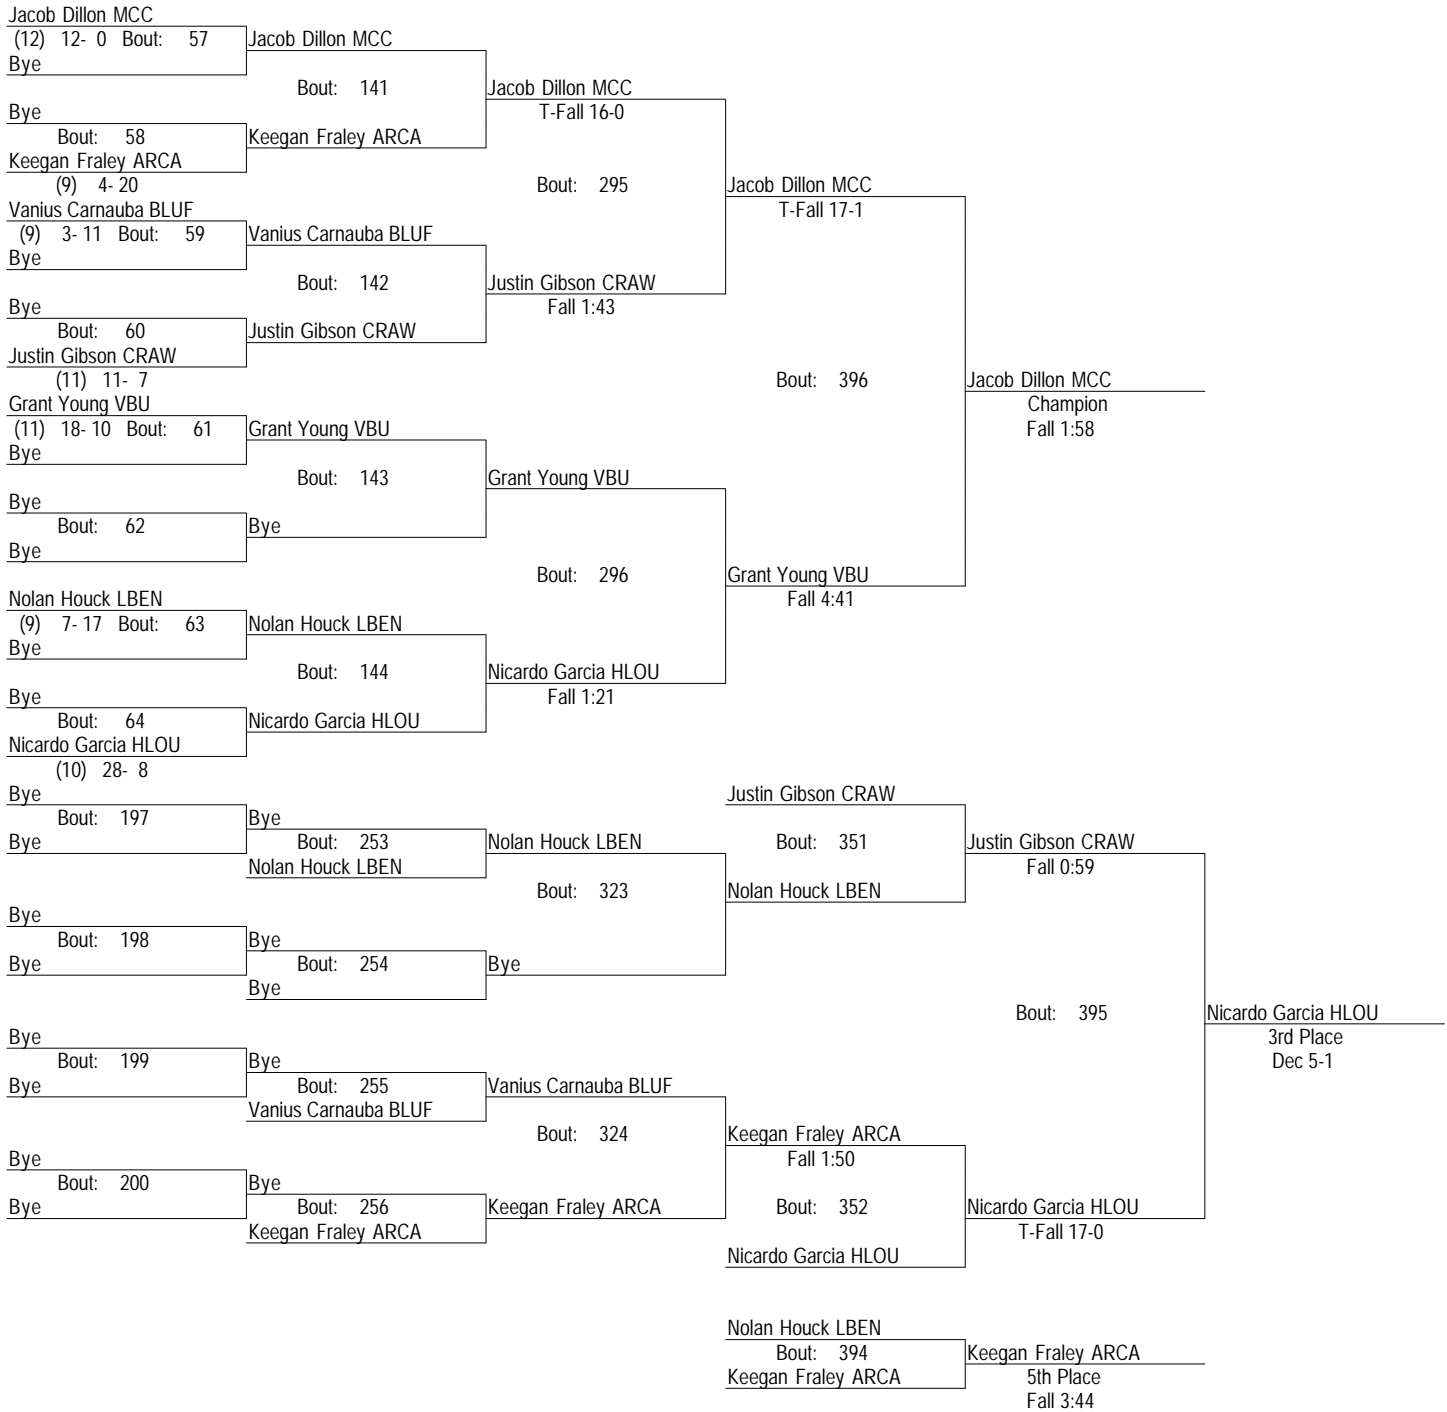 Jacob Dillon MCC
(12) 12- 0 Bout: 57 Jacob Dillon MCC
Bye
Bout: 141 Jacob Dillon MCC
Bye T-Fall 16-0
Bout: 58 Keegan Fraley ARCA
Keegan Fraley ARCA
(9) 4- 20 Bout: 295 Jacob Dillon MCC
Vanius Carnauba BLUF T-Fall 17-1
(9) 3- 11 Bout: 59 Vanius Carnauba BLUF
Bye
Bout: 142 Justin Gibson CRAW
Bye Fall 1:43
Bout: 60 Justin Gibson CRAW
Justin Gibson CRAW
(11) 11- 7 Bout: 396 Jacob Dillon MCC
Grant Young VBU Champion
(11) 18- 10 Bout: 61 Grant Young VBU Fall 1:58
Bye
Bout: 143 Grant Young VBU
Bye
Bout: 62 Bye
Bye
Bout: 296 Grant Young VBU
Nolan Houck LBEN Fall 4:41
(9) 7- 17 Bout: 63 Nolan Houck LBEN
Bye
Bout: 144 Nicardo Garcia HLOU
Bye Fall 1:21
Bout: 64 Nicardo Garcia HLOU
Nicardo Garcia HLOU
(10) 28- 8
Bye Justin Gibson CRAW
Bout: 197 Bye
Bye Bout: 253 Nolan Houck LBEN Bout: 351 Justin Gibson CRAW
Nolan Houck LBEN Fall 0:59
Bout: 323 Nolan Houck LBEN
Bye
Bout: 198 Bye
Bye Bout: 254 Bye
Bye
Bout: 395 Nicardo Garcia HLOU
Bye 3rd Place
Bout: 199 Bye Dec 5-1
Bye Bout: 255 Vanius Carnauba BLUF
Vanius Carnauba BLUF
Bout: 324 Keegan Fraley ARCA
Bye Fall 1:50
Bout: 200 Bye
Bye Bout: 256 Keegan Fraley ARCA Bout: 352 Nicardo Garcia HLOU
Keegan Fraley ARCA T-Fall 17-0
Nicardo Garcia HLOU
Nolan Houck LBEN
Bout: 394 Keegan Fraley ARCA
Keegan Fraley ARCA 5th Place
Fall 3:44